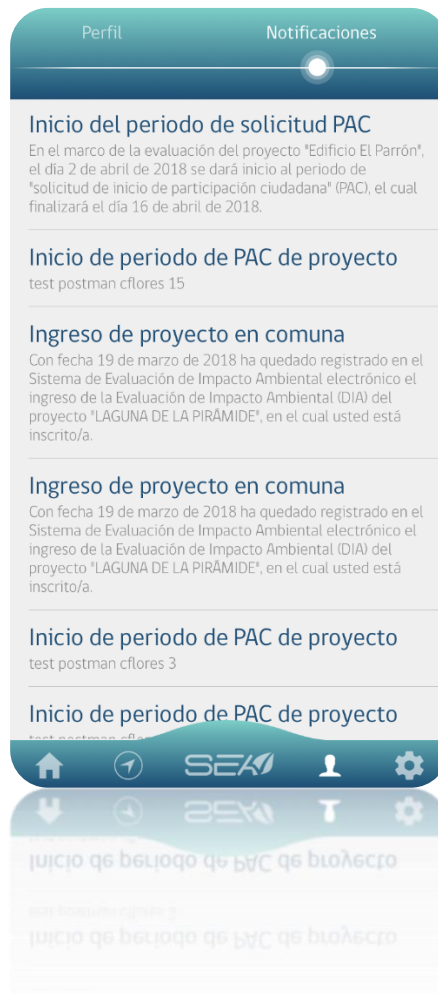 Perfil
Notificaciones
Inicio del periodo de solicitud PAC
En el marco de la evaluación del proyecto "Edificio El Parrón",
el día 2 de abril de 2018 se dará inicio al periodo de
"solicitud de inicio de participación ciudadana" (PAC), el cual
finalizará el día 16 de abril de 2018.
Inicio de periodo de PAC de proyecto
test postman cflores 15
Ingreso de proyecto en comuna
Con fecha 19 de marzo de 2018 ha quedado registrado en el
Sistema de Evaluación de Impacto Ambiental electrónico el
ingreso de la Evaluación de Impacto Ambiental (DIA) del
proyecto "LAGUNA DE LA PIRÁMIDE", en el cual usted está
inscrito/a.
Ingreso de proyecto en comuna
Con fecha 19 de marzo de 2018 ha quedado registrado en el
Sistema de Evaluación de Impacto Ambiental electrónico el
ingreso de la Evaluación de Impacto Ambiental (DIA) del
proyecto "LAGUNA DE LA PIRÁMIDE", en el cual usted está
inscrito/a.
Inicio de periodo de PAC de proyecto
test postman cflores 3
Inicio de periodo de PAC de proyecto
SEA